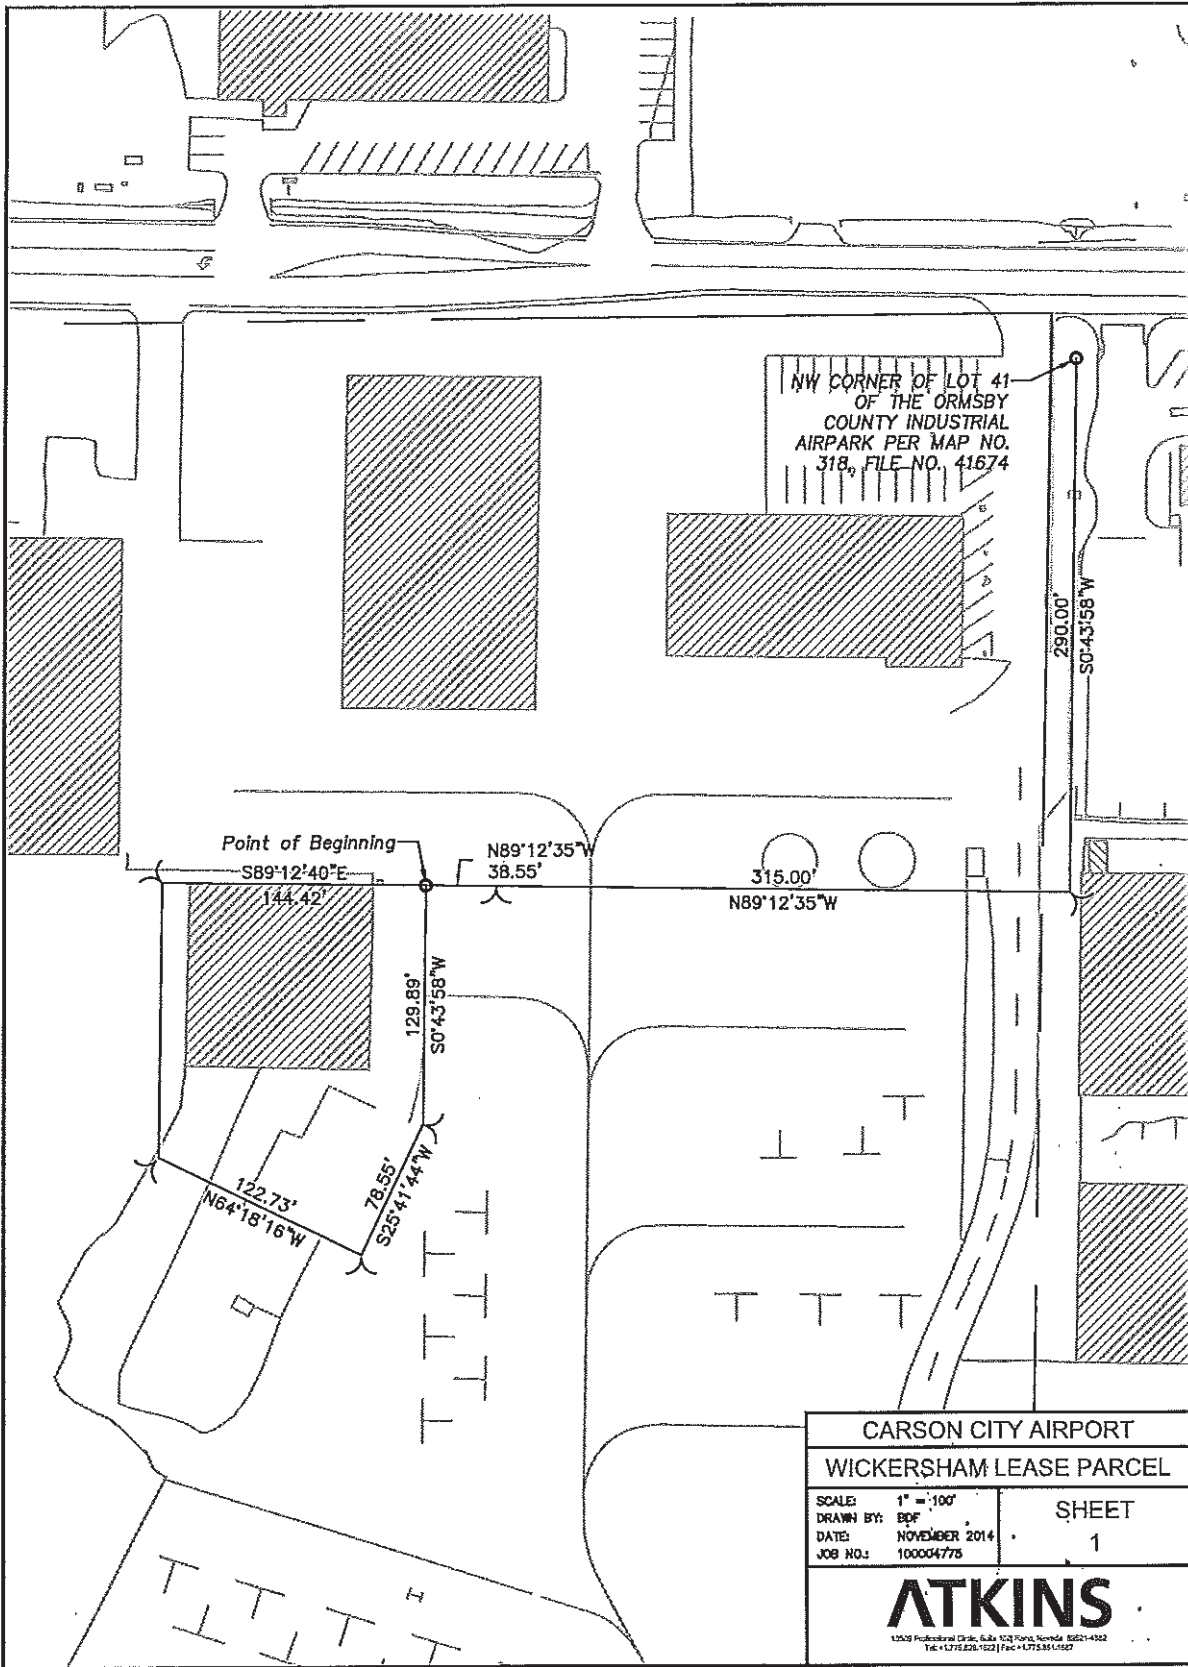 NW CORNER OF LOT 41
OF THE ORMSBY
COUNTY INDUSTRIAL
AIRPARK PER MAP NO.
318, FILE NO. 41674
290.00'
S0°43'58"W
Point of Beginning
N89°12'35"W
38.55'
S89°12'40"E
144.42'
315.00'
N89°12'35"W
129.89'
S0°43'58"W
78.55'
S25°41'44"W
122.73'
N64°18'16"W
CARSON CITY AIRPORT
WICKERSHAM LEASE PARCEL
SCALE: 1" = 100'
DRAWN BY: BDF
DATE: NOVEMBER 2014
JOB NO.: 100004775
SHEET
1
ATKINS
Professional Circle, Reno, Nevada